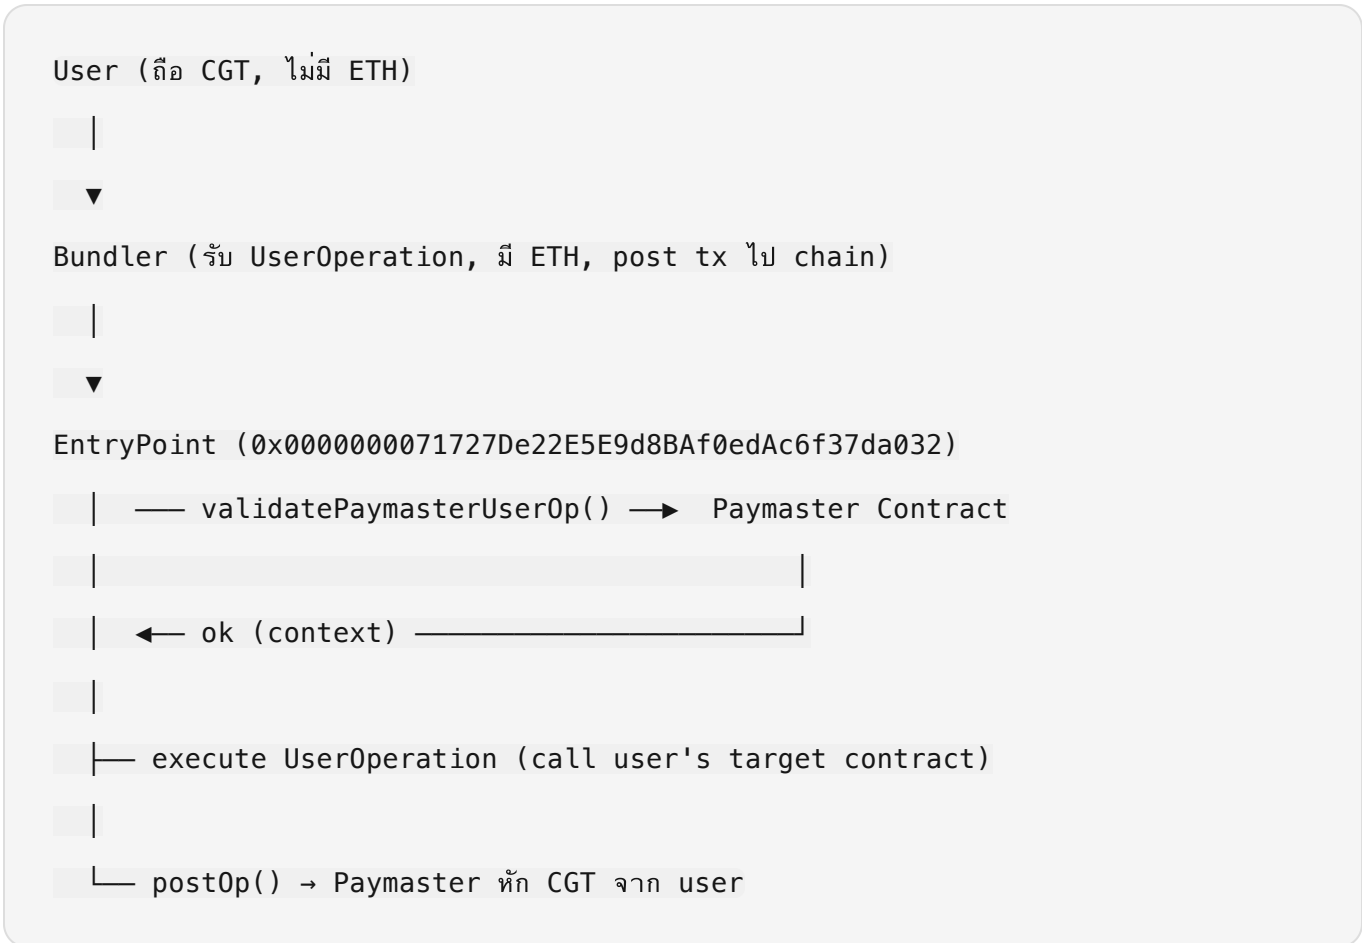 User (ถือ CGT, ไม่มี ETH)
│
▼
Bundler (รับ UserOperation, มี ETH, post tx ไป chain)
│
▼
EntryPoint (0x0000000071727De22E5E9d8BAf0edAc6f37da032)
│ ── validatePaymasterUserOp() ─▶ Paymaster Contract
│ │
│ ◀── ok (context) ───────────────────────┘
│
├── execute UserOperation (call user's target contract)
│
└── postOp() → Paymaster หัก CGT จาก user